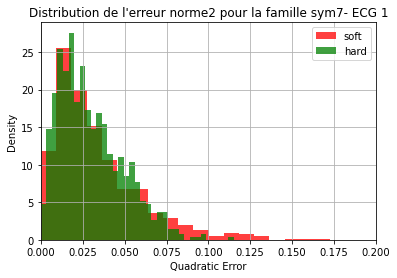 Distribution de l'erreur norme2 pour la famille sym7- ECG 1
soft
hard
25
20
15
10
5
0
Density
0.000 0.025 0.050 0.075 0.100 0.125 0.150 0.175 0.200
Quadratic Error